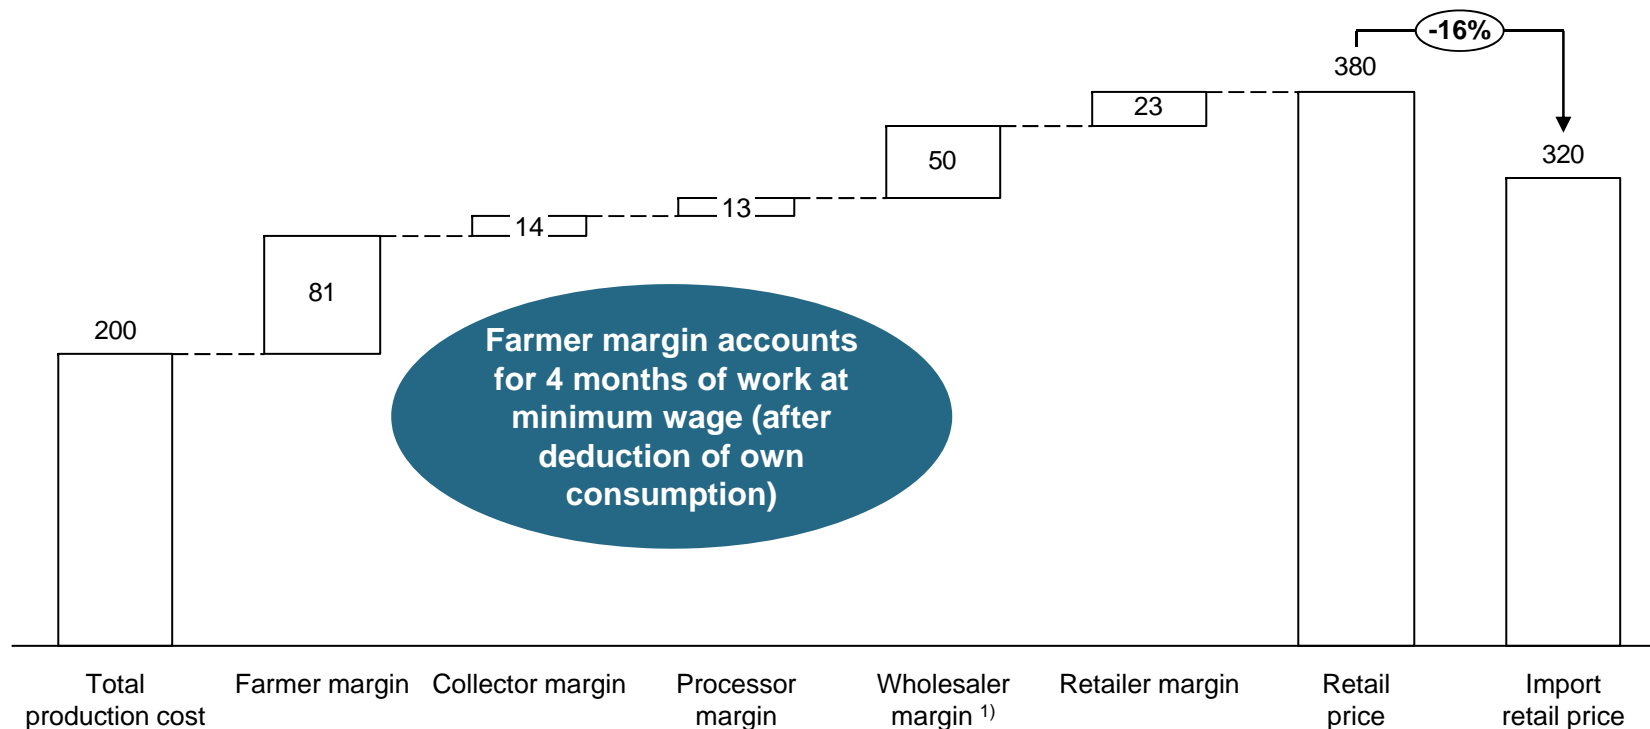 -16%
380
23
320
50
13
14
81
200
Farmer margin accounts
for 4 months of work at
minimum wage (after
deduction of own
consumption)
Total
production cost
Farmer margin
Collector margin
Processor
margin
Wholesaler
margin 1)
Retailer margin
Retail
price
Import
retail price